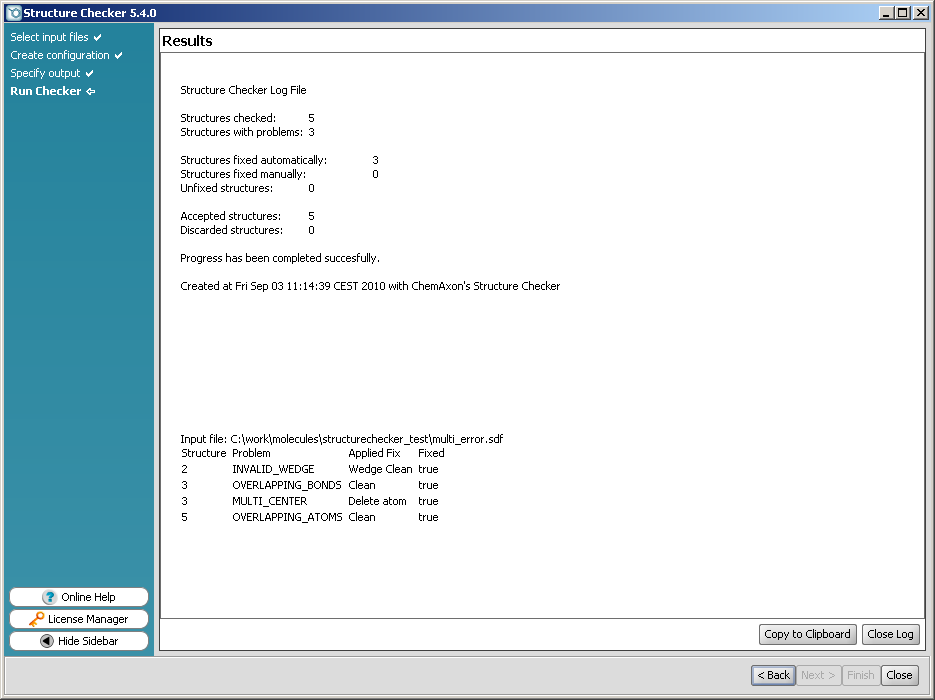 Structure Checker 5.4.0
Select input files
Create configuration
Specify output
Run Checker
Results
Structure Checker Log File
Structures checked: 5
Structures with problems: 3
Structures fixed automatically: 3
Structures fixed manually: 0
Unfixed structures: 0
Accepted structures: 5
Discarded structures: 0
Progress has been completed succesfully.
Created at Fri Sep 03 11:14:39 CEST 2010 with ChemAxon's Structure Checker
Input file: C:\work\molecules\structurechecker_test\multi_error.sdf
Structure Problem Applied Fix Fixed
2 INVALID_WEDGE Wedge Clean true
3 OVERLAPPING_BONDS Clean true
3 MULTI_CENTER Delete atom true
5 OVERLAPPING_ATOMS Clean true
Online Help
License Manager
Hide Sidebar
Copy to Clipboard Close Log
< Back Next > Finish Close